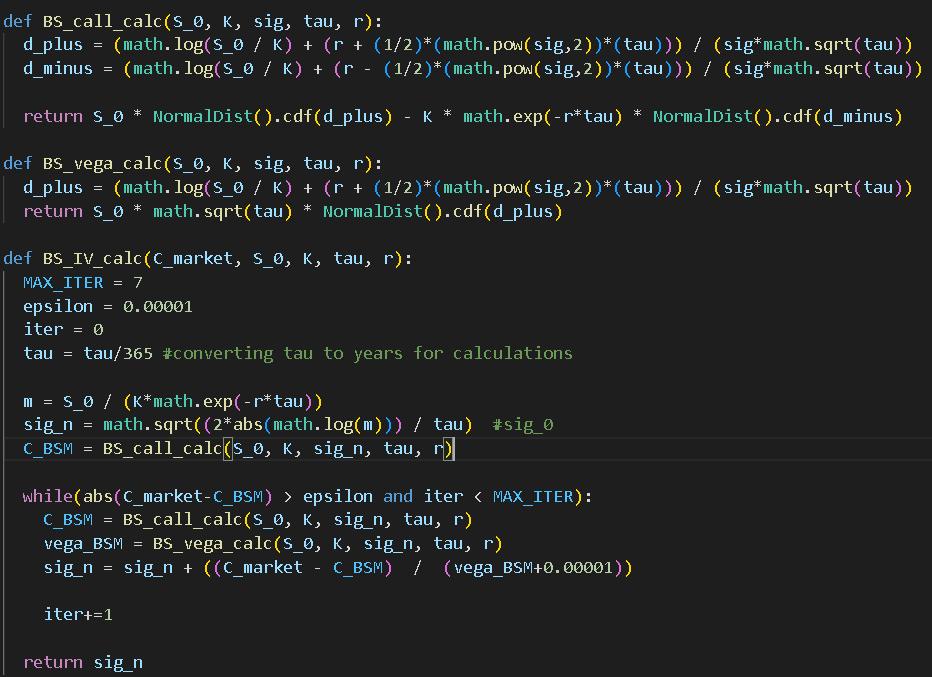 def BS_call_calc(S_0, K, sig, tau, r):
d_plus = (math.log(S_0 / K) + (r + (1/2)*(math.pow(sig,2))*(tau))) / (sig*math.sqrt(tau))
d_minus = (math.log(S_0 / K) + (r - (1/2)*(math.pow(sig,2))*(tau))) / (sig*math.sqrt(tau))
return S_0 * NormalDist().cdf(d_plus) - K * math.exp(-r*tau) * NormalDist().cdf(d_minus)
def BS_vega_calc(S_0, K, sig, tau, r):
d_plus = (math.log(S_0 / K) + (r + (1/2)*(math.pow(sig,2))*(tau))) / (sig*math.sqrt(tau))
return S_0 * math.sqrt(tau) * NormalDist().cdf(d_plus)
def BS_IV_calc(C_market, S_0, K, tau, r):
MAX_ITER = 7
epsilon = 0.00001
iter = 0
tau = tau/365 #converting tau to years for calculations
m = S_0 / (K*math.exp(-r*tau))
sig_n = math.sqrt((2*abs(math.log(m))) / tau)  #sig_0
C_BSM = BS_call_calc(S_0, K, sig_n, tau, r)
while(abs(C_market-C_BSM) > epsilon and iter < MAX_ITER):
C_BSM = BS_call_calc(S_0, K, sig_n, tau, r)
vega_BSM = BS_vega_calc(S_0, K, sig_n, tau, r)
sig_n = sig_n + ((C_market - C_BSM)  /  (vega_BSM+0.00001))
iter+=1
return sig_n